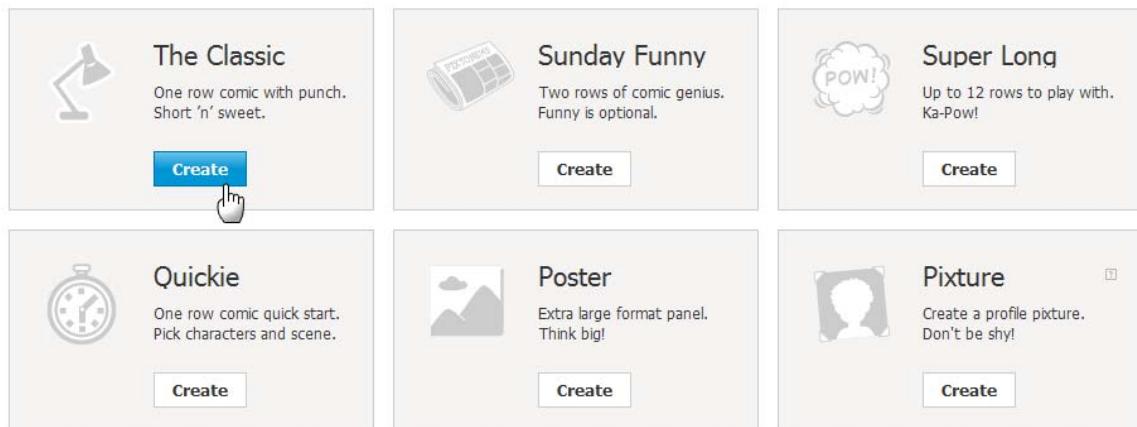 The Classic
One row comic with punch.
Short 'n' sweet.
Create
PIXTONEWS
Sunday Funny
Two rows of comic genius.
Funny is optional.
Create
POW!
Super Long
Up to 12 rows to play with.
Ka-Pow!
Create
Quickie
One row comic quick start.
Pick characters and scene.
Create
Poster
Extra large format panel.
Think big!
Create
Pixture
?
Create a profile pixture.
Don't be shy!
Create